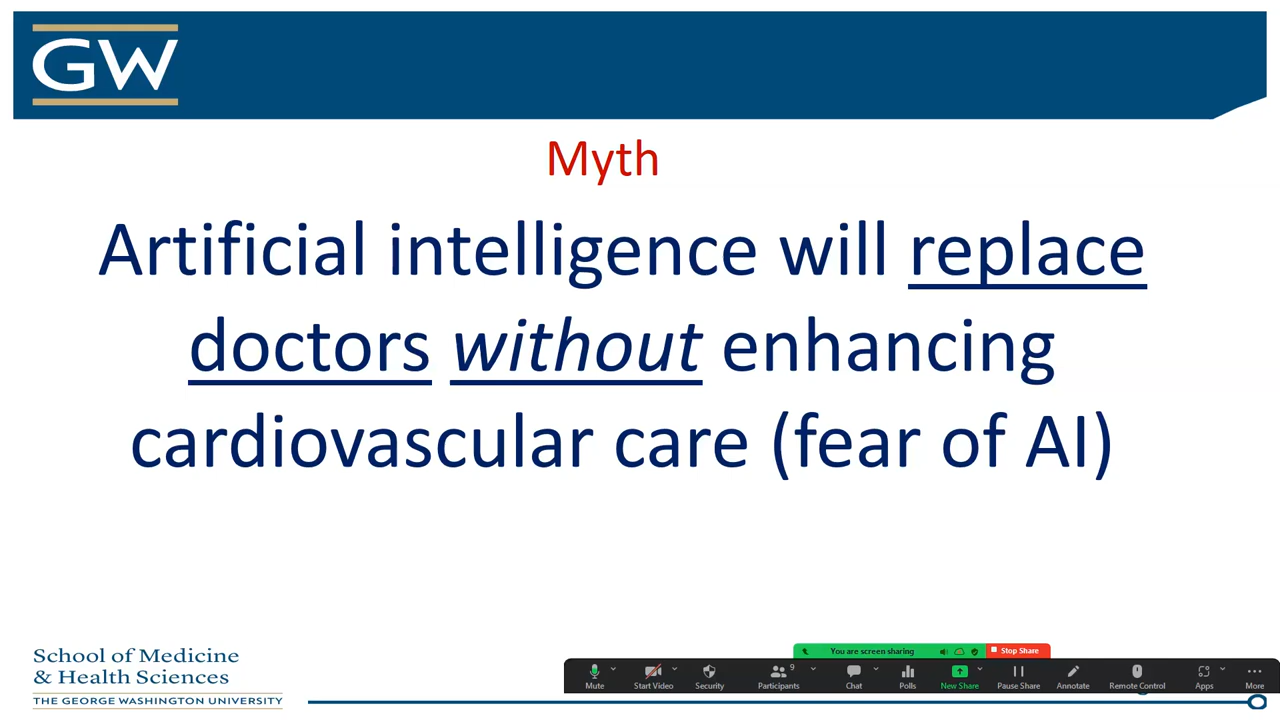 GW
Myth
Artificial intelligence will replace
doctors without enhancing
cardiovascular care (fear of AI)
School of Medicine
& Health Sciences
THE GEORGE WASHINGTON UNIVERSITY
You are screen sharing
Stop Share
Mute
Start Video
Security
Participants 9
Chat
Polls
New Share
Pause Share
Annotate
Remote Control
Apps
More